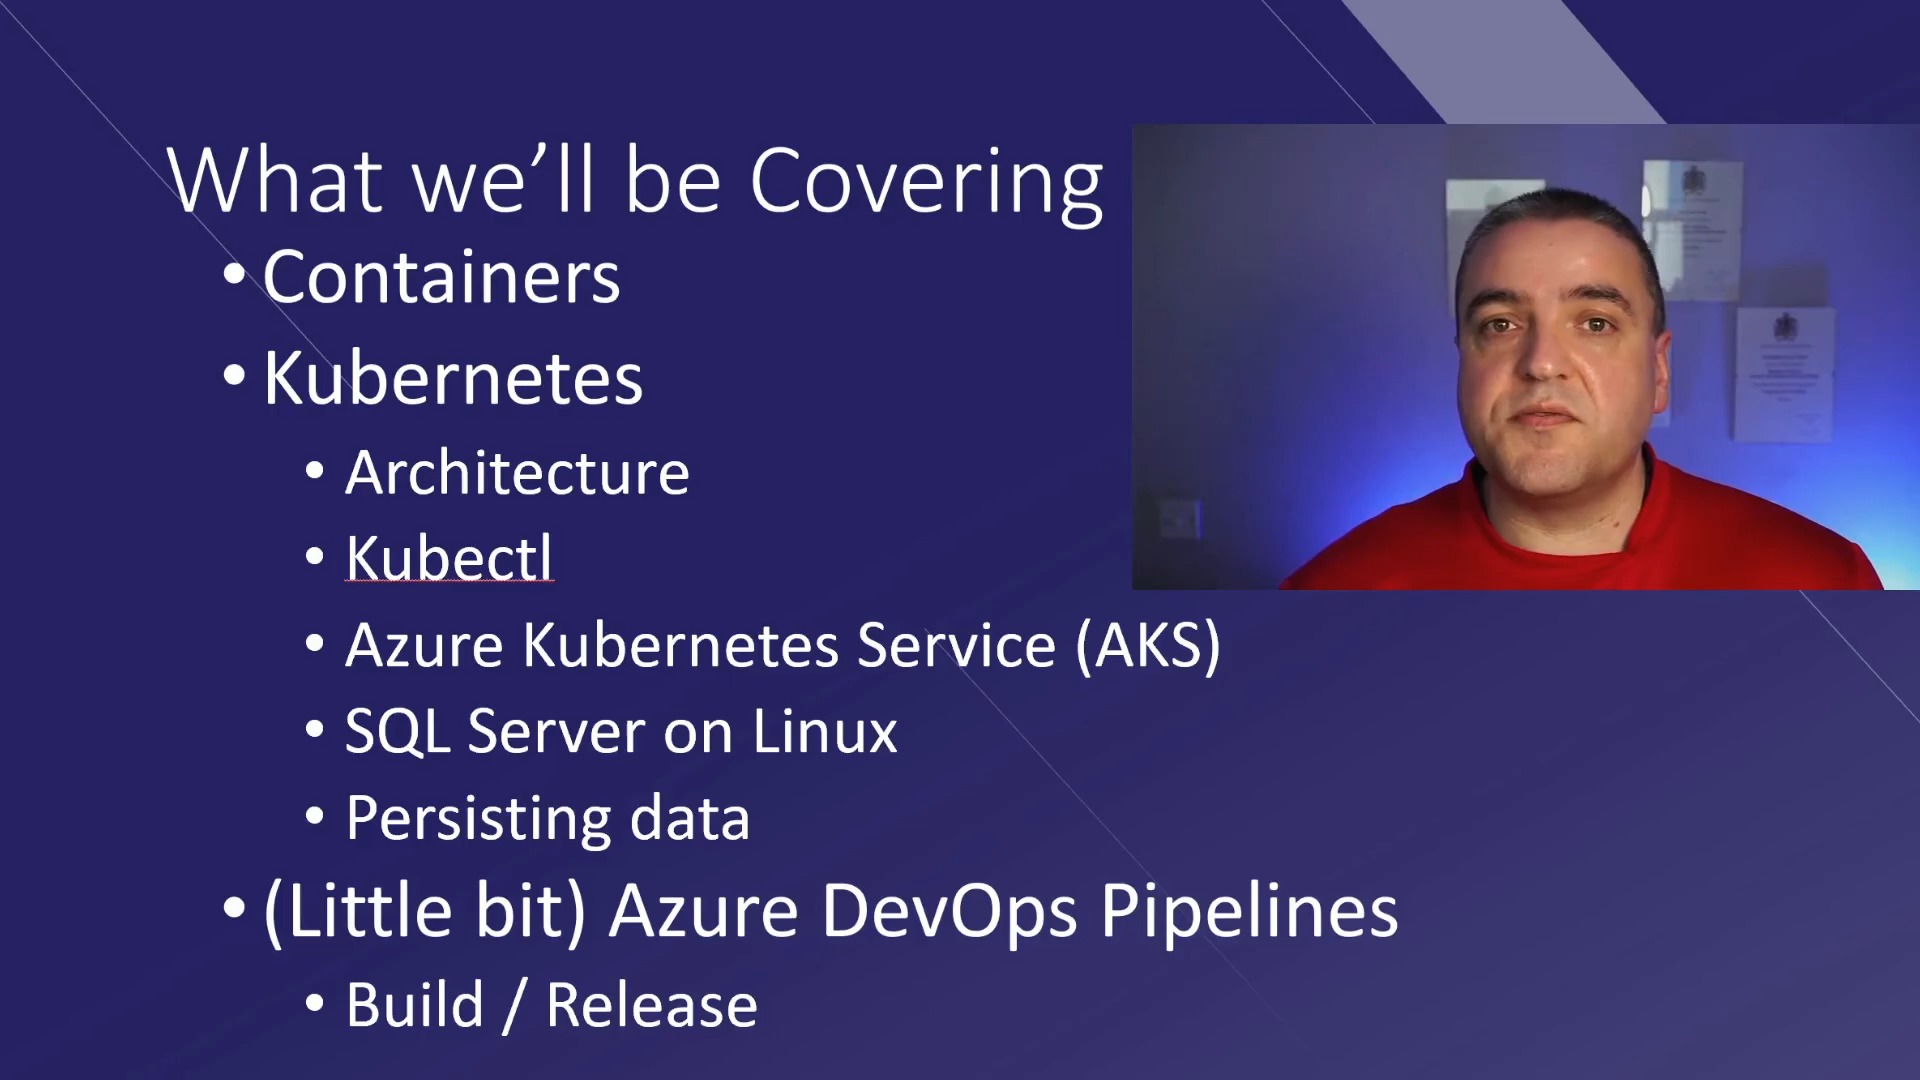 What we’ll be Covering
• Containers
• Kubernetes
• Architecture
• Kubectl
• Azure Kubernetes Service (AKS)
• SQL Server on Linux
• Persisting data
• (Little bit) Azure DevOps Pipelines
• Build / Release